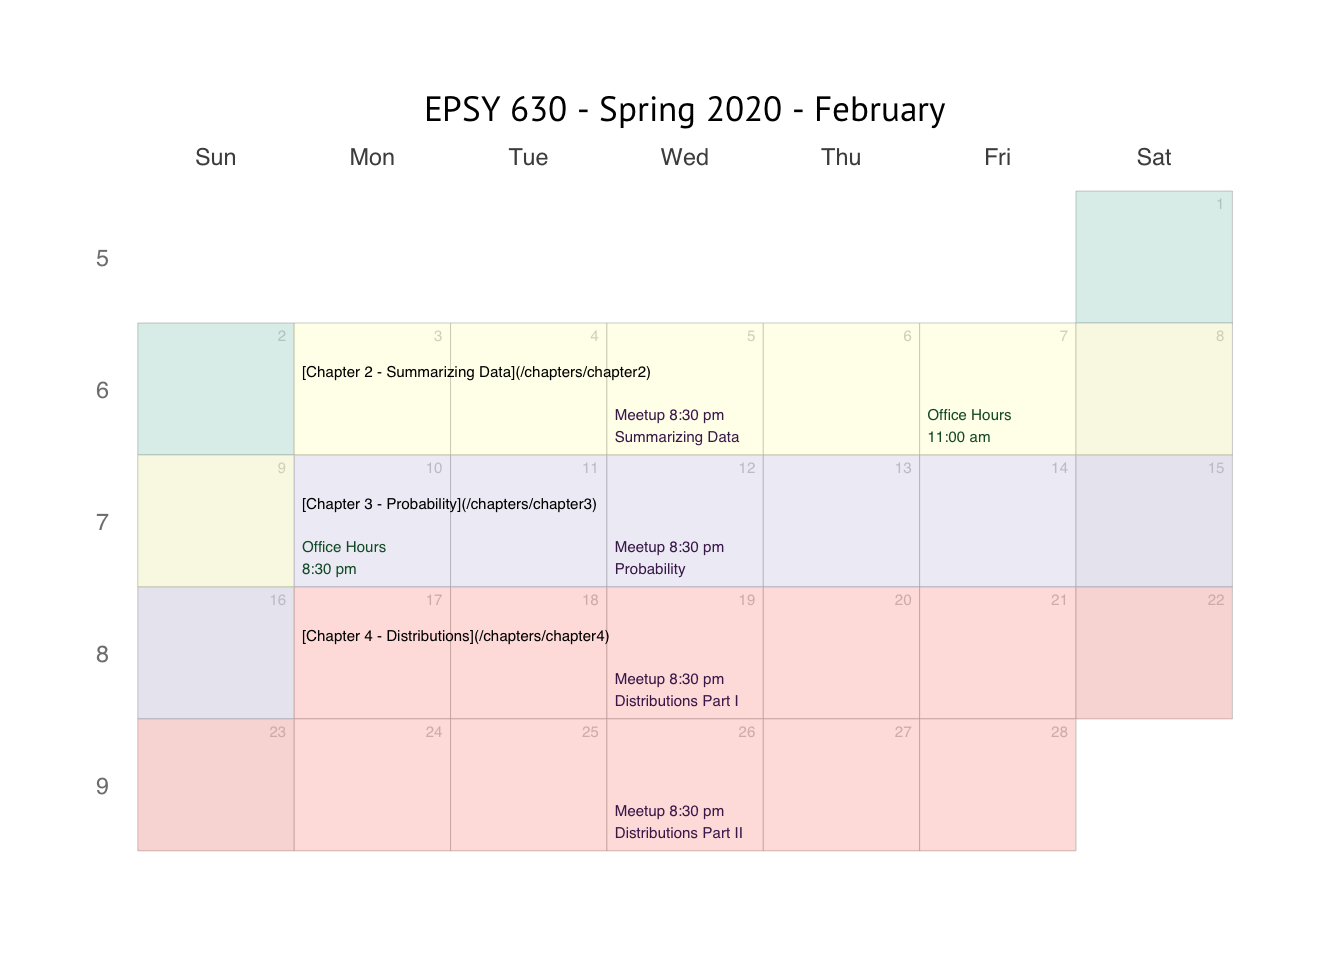 EPSY 630 - Spring 2020 - February
Sun Mon Tue Wed Thu Fri Sat
1
5
2 3 4 5 6 7 8
[Chapter 2 - Summarizing Data](/chapters/chapter2)
6
Meetup 8:30 pm Office Hours
Summarizing Data 11:00 am
9 10 11 12 13 14 15
[Chapter 3 - Probability](/chapters/chapter3)
7
Office Hours Meetup 8:30 pm
8:30 pm Probability
16 17 18 19 20 21 22
[Chapter 4 - Distributions](/chapters/chapter4)
8
Meetup 8:30 pm
Distributions Part I
23 24 25 26 27 28
9
Meetup 8:30 pm
Distributions Part II